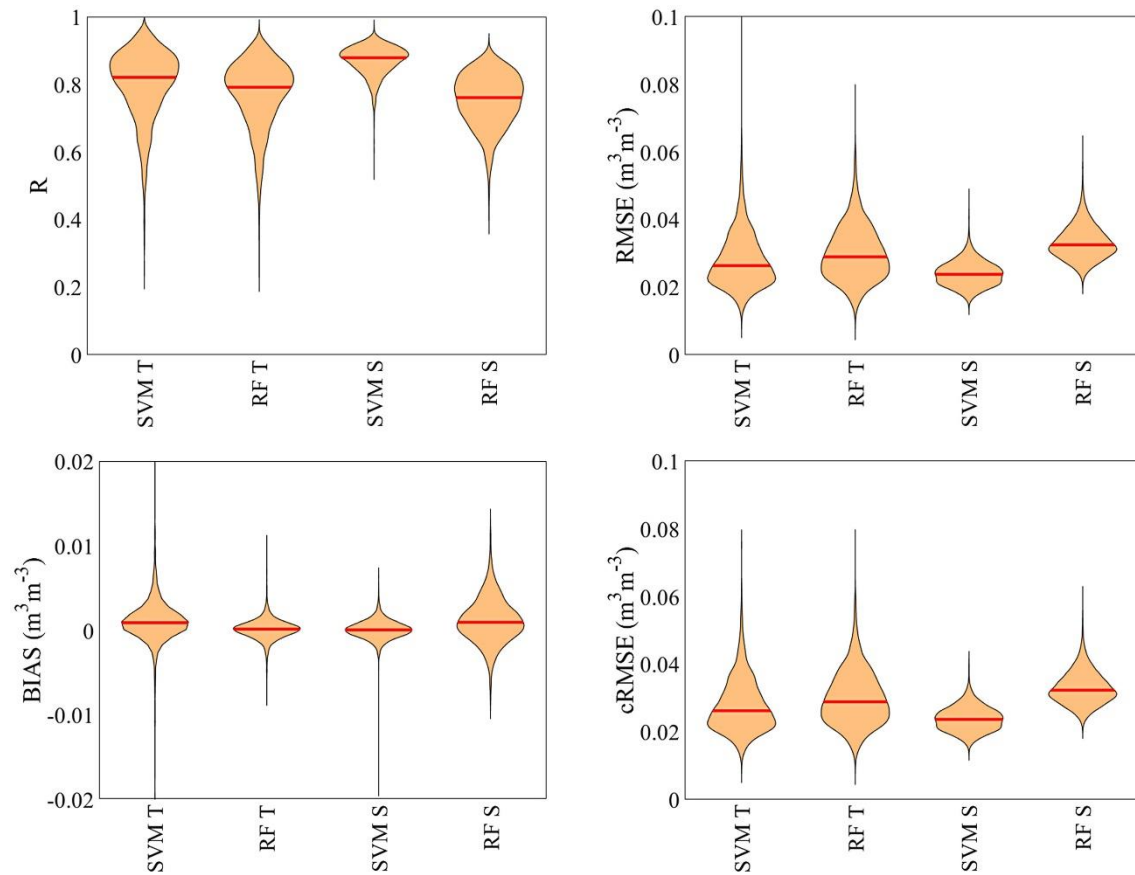 R
1
0.8
0.6
0.4
0.2
0
SVM T
RF T
SVM S
RF S
RMSE (m³m⁻³)
0.1
0.08
0.06
0.04
0.02
0
SVM T
RF T
SVM S
RF S
BIAS (m³m⁻³)
0.02
0.01
0
-0.01
-0.02
SVM T
RF T
SVM S
RF S
cRMSE (m³m⁻³)
0.1
0.08
0.06
0.04
0.02
0
SVM T
RF T
SVM S
RF S